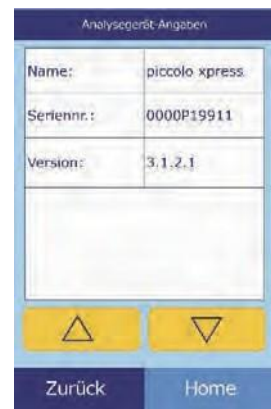 Analysegerät-Angaben
Name: piccolo xpress
Seriennr.: 0000P19911
Version: 3.1.2.1
Zurück Home